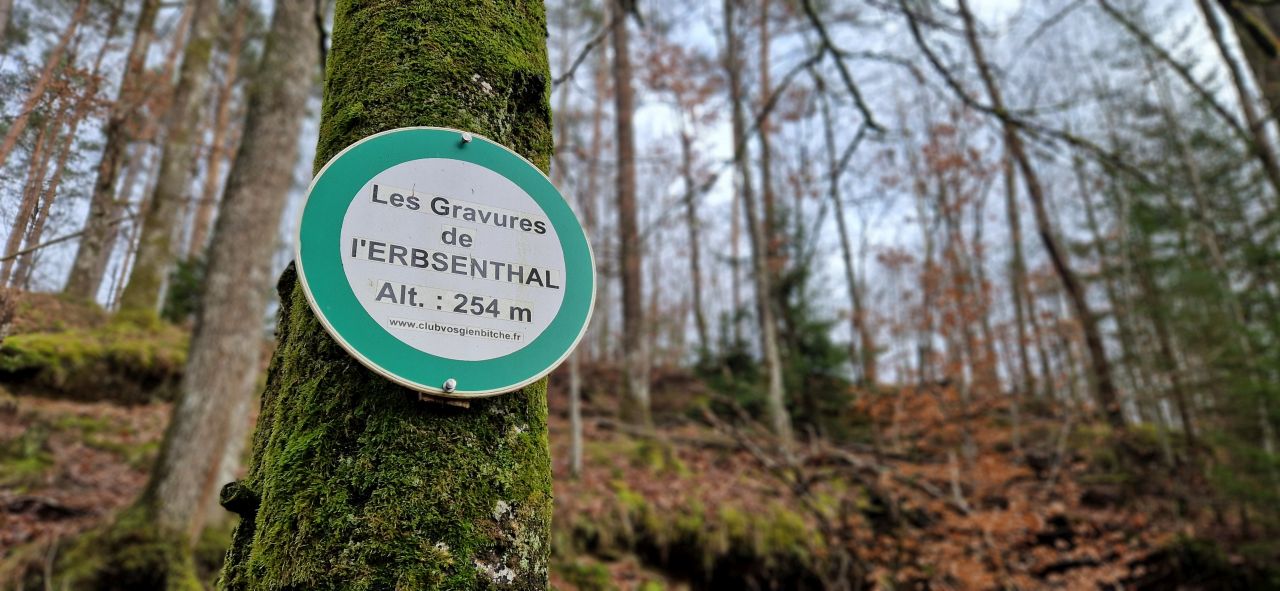 Les Gravures
de
l'ERBSENTHAL
Alt. : 254 m
www.clubvosgienbitche.fr